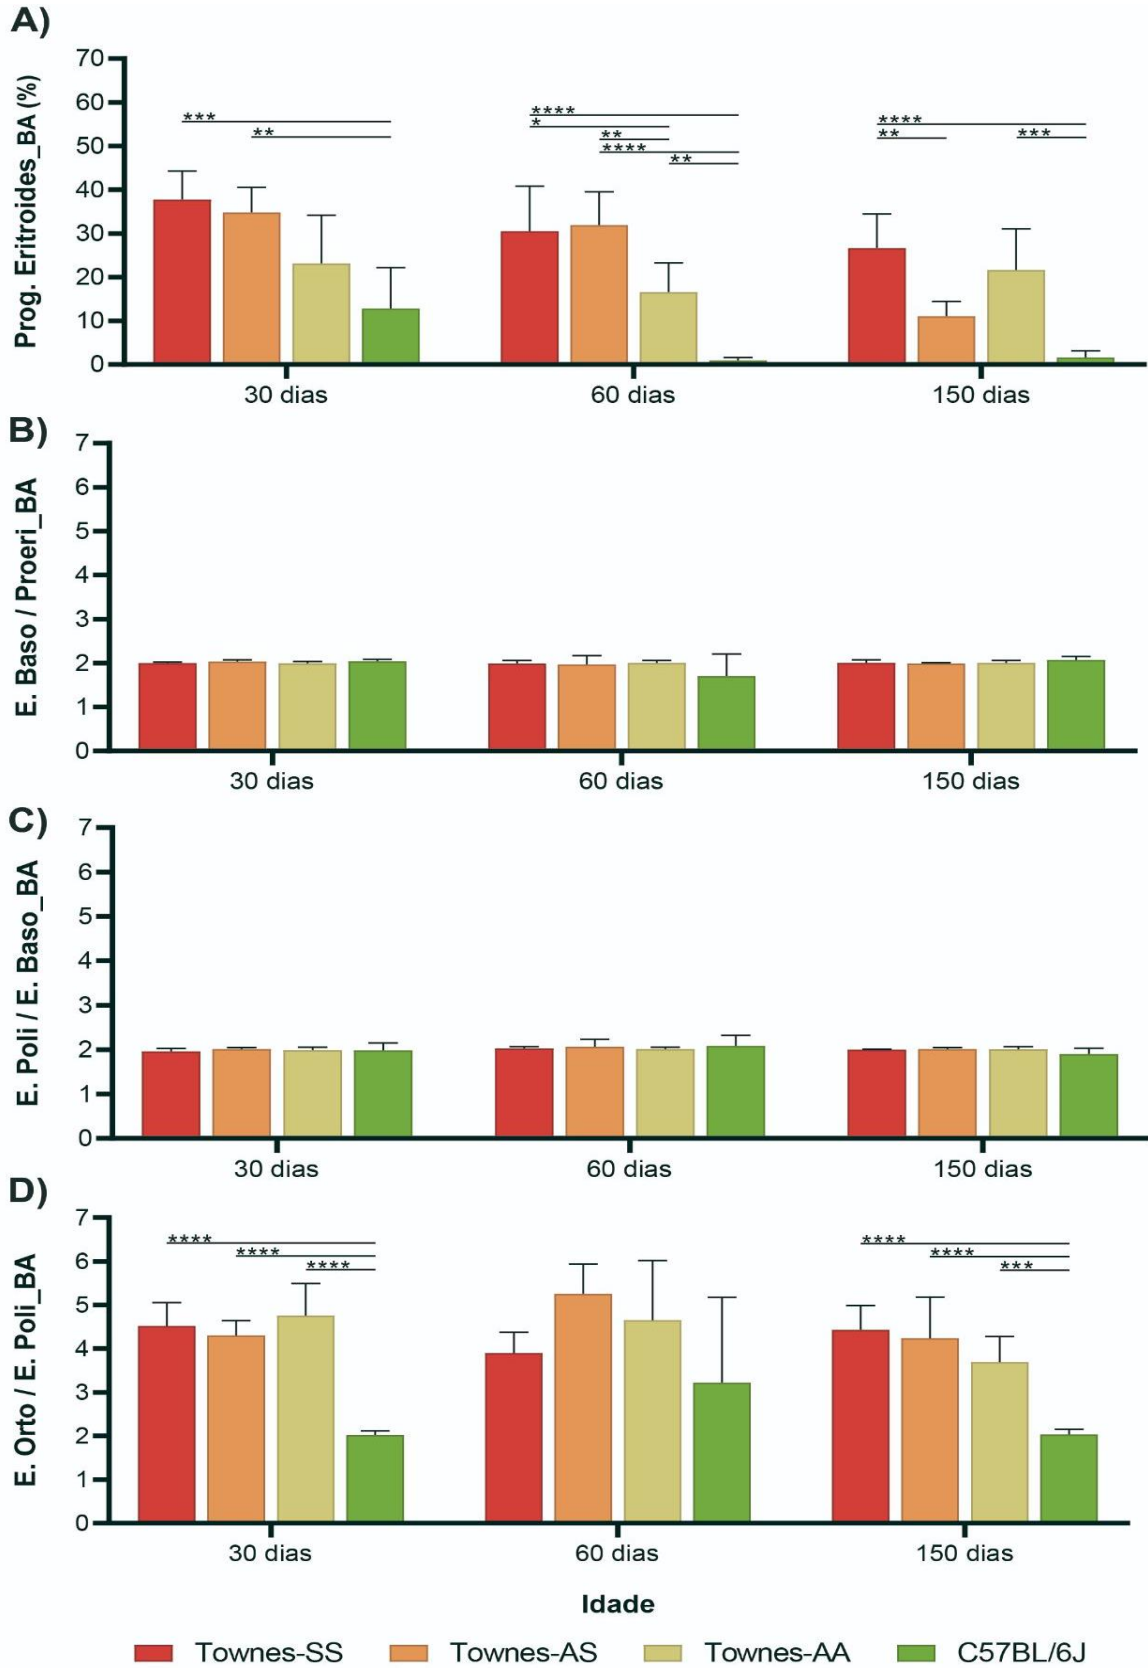 A)
Prog. Eritroides_BA (%)
70
60
50
40
30
20
10
0
***
**
****
*
**
****
**
****
**
***
30 dias
60 dias
150 dias
B)
E. Baso / Proeri_BA
7
6
5
4
3
2
1
0
30 dias
60 dias
150 dias
C)
E. Poli / E. Baso_BA
7
6
5
4
3
2
1
0
30 dias
60 dias
150 dias
D)
E. Orto / E. Poli_BA
7
6
5
4
3
2
1
0
****
****
****
****
****
***
30 dias
60 dias
150 dias
Idade
Townes-SS
Townes-AS
Townes-AA
C57BL/6J